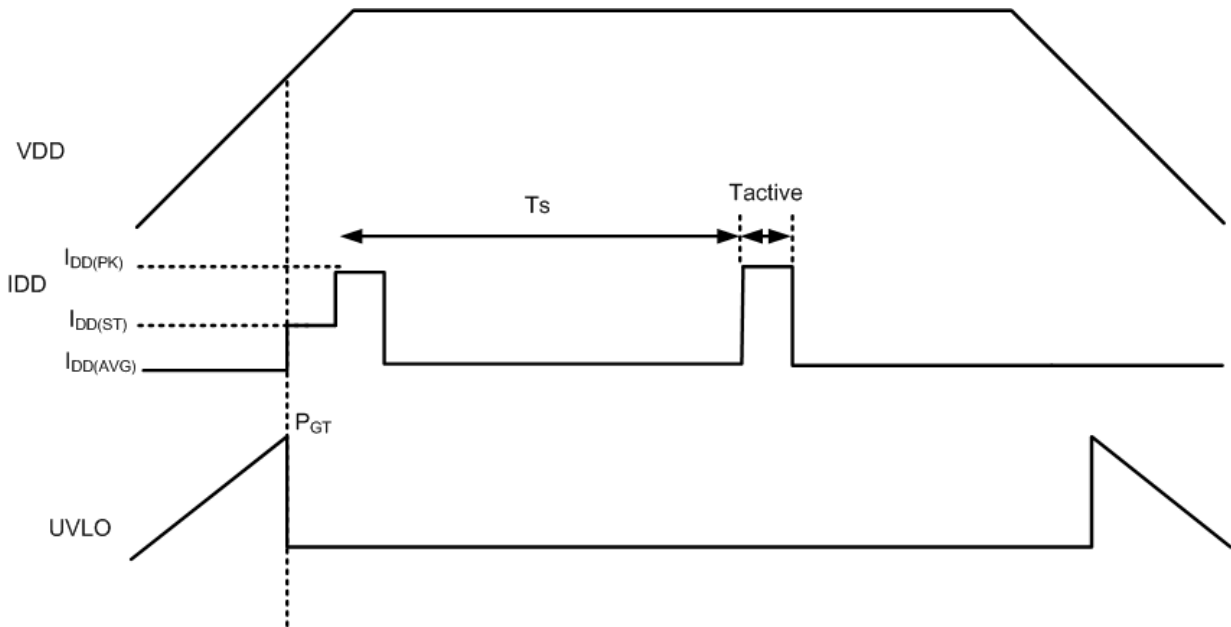 VDD
Tactive
Ts
IDD(PK)
IDD
IDD(ST)
IDD(AVG)
PGT
UVLO